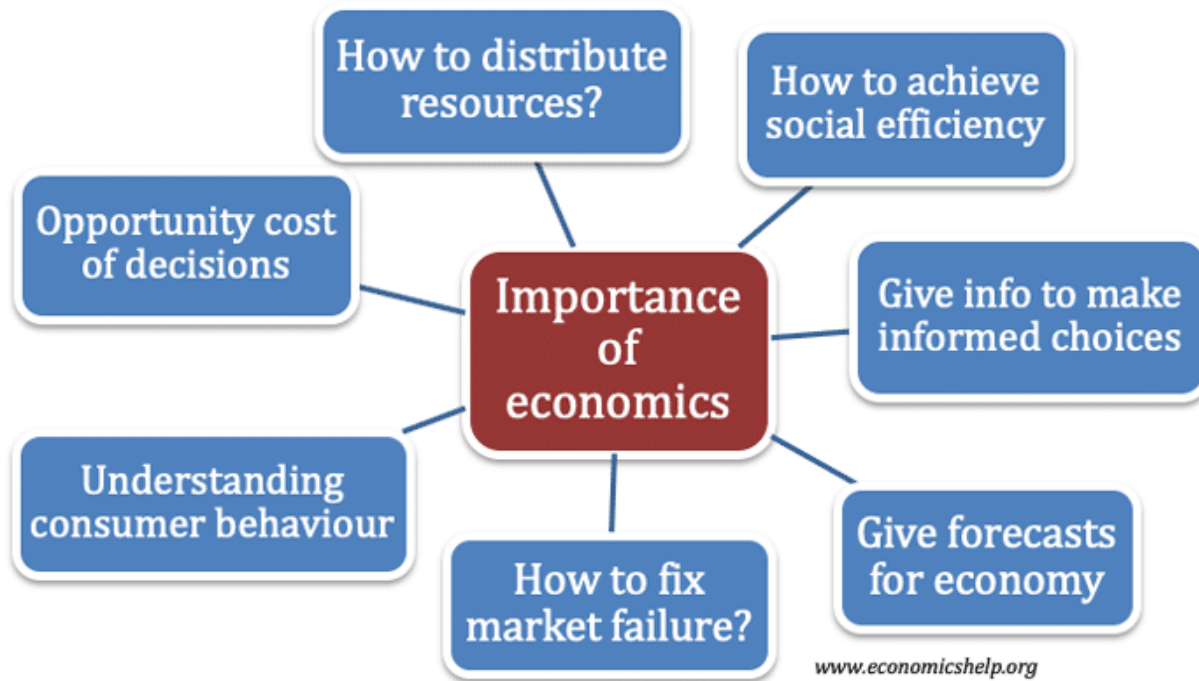 How to distribute
resources?
How to achieve
social efficiency
Opportunity cost
of decisions
Importance
of
economics
Give info to make
informed choices
Understanding
consumer behaviour
How to fix
market failure?
Give forecasts
for economy
www.economicshelp.org